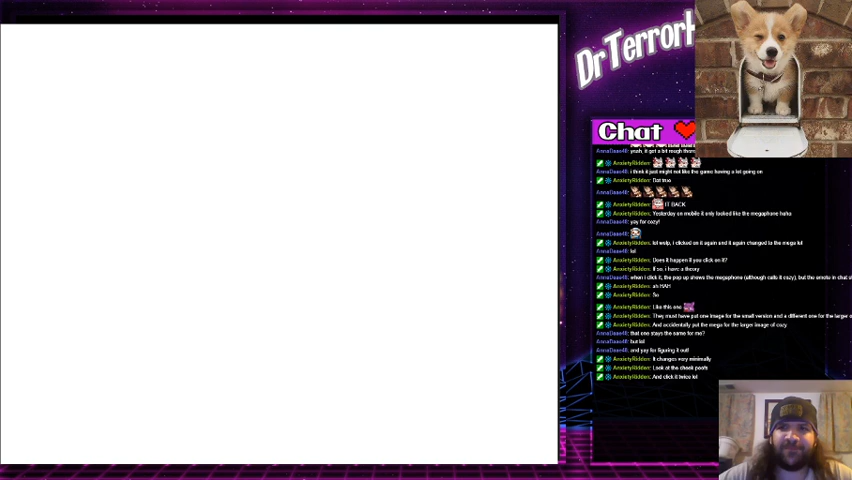 DrTerror
Chat
AnnaDaae48: yeah, it got a bit rough there
AnxietyRidden:
AnnaDaae48: i think it just might not like the game having a lot going on
AnxietyRidden: Dat true
AnnaDaae48:
AnxietyRidden: IT BACK
AnxietyRidden: Yesterday on mobile it only looked like the megaphone haha
AnnaDaae48: yay for cozy!
AnnaDaae48:
AnxietyRidden: lol welp, i clicked on it again and it again changed to the mega lol
AnnaDaae48: lol
AnxietyRidden: Does it happen if you click on it?
AnxietyRidden: If so, i have a theory
AnnaDaae48: when i click it, the pop up shows the megaphone (although calls it cozy), but the emote in chat
AnxietyRidden: ah HAH
AnxietyRidden: So
AnxietyRidden: Like this one
AnxietyRidden: They must have put one image for the small version and a different one for the larger
AnxietyRidden: And accidentally put the mega for the larger image of cozy
AnnaDaae48: that one stays the same for me?
AnnaDaae48: but lol
AnnaDaae48: and yay for figuring it out!
AnxietyRidden: It changes very minimally
AnxietyRidden: Look at the cheek poofs
AnxietyRidden: And click it twice lol